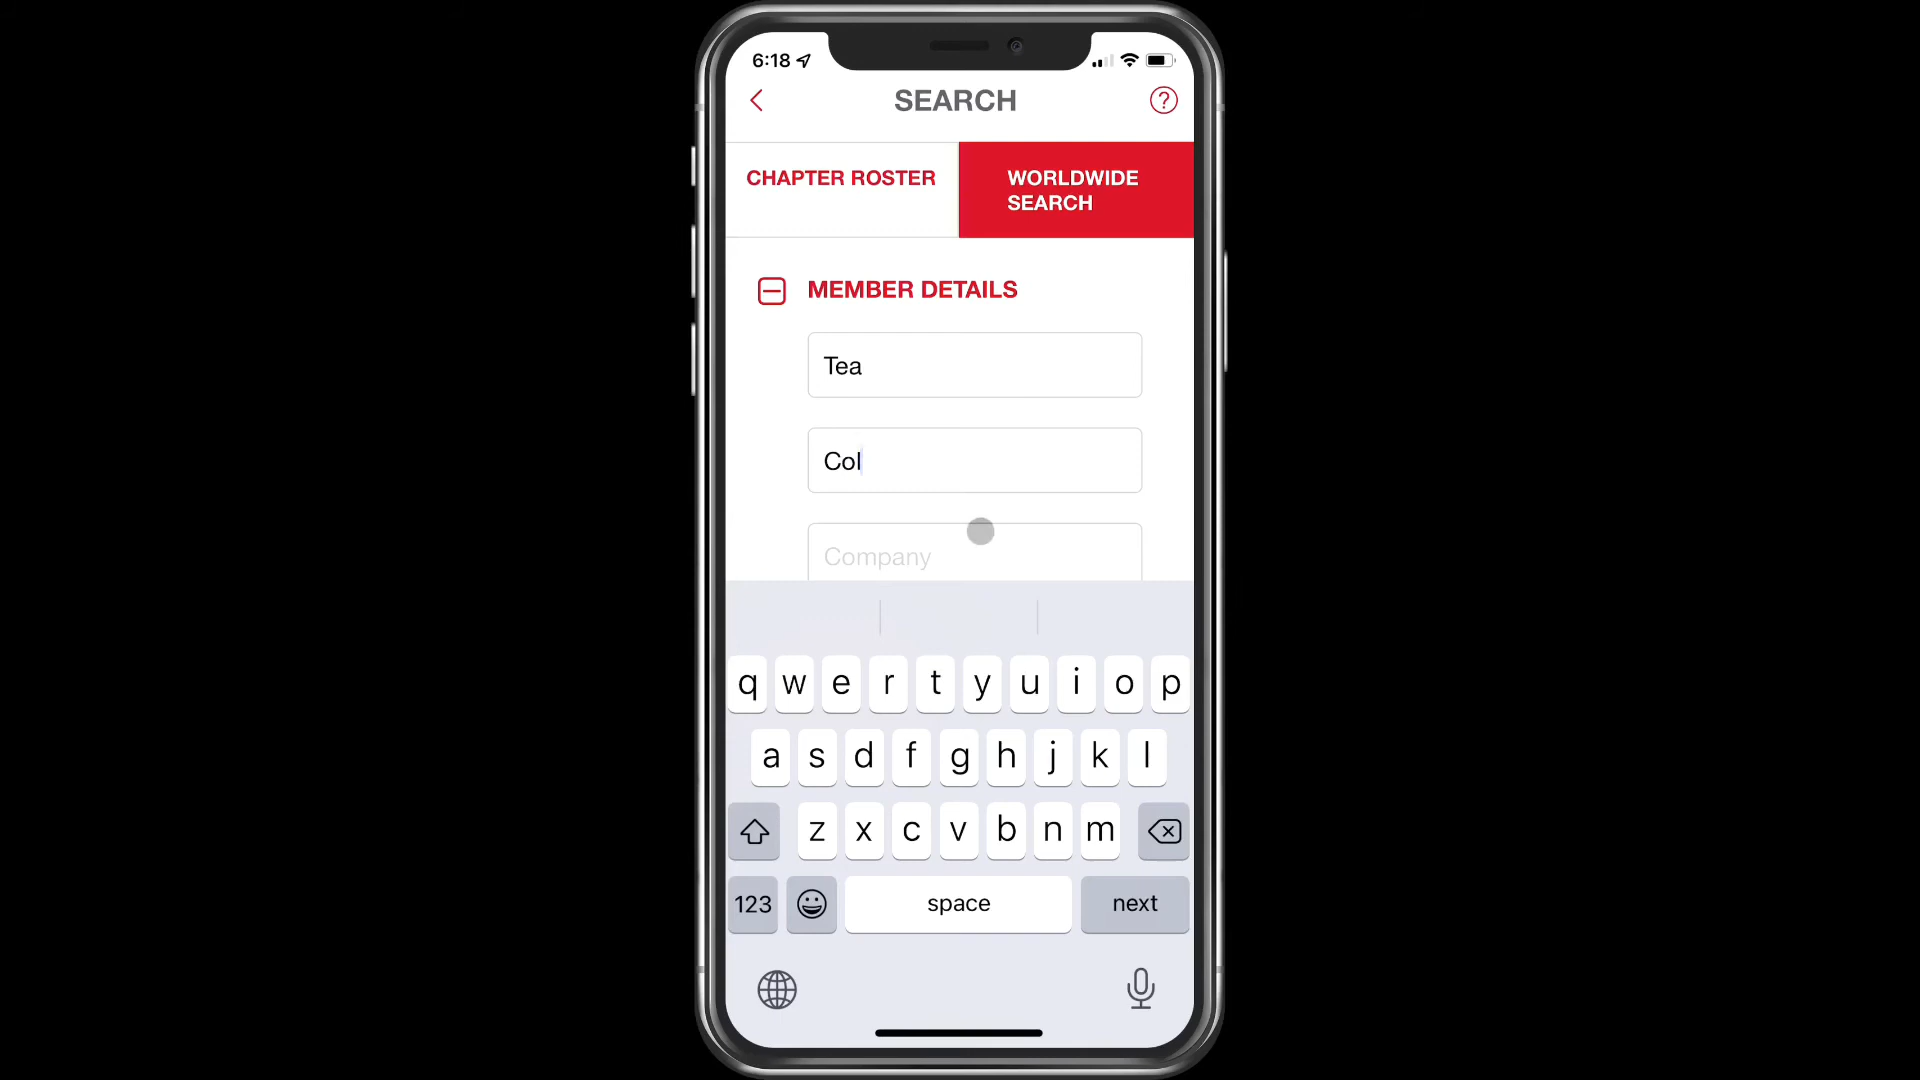 6:18
SEARCH
?
CHAPTER ROSTER
WORLDWIDE
SEARCH
MEMBER DETAILS
Tea
Col
Company
q w e r t y u i o p
a s d f g h j k l
z x c v b n m
123 space next